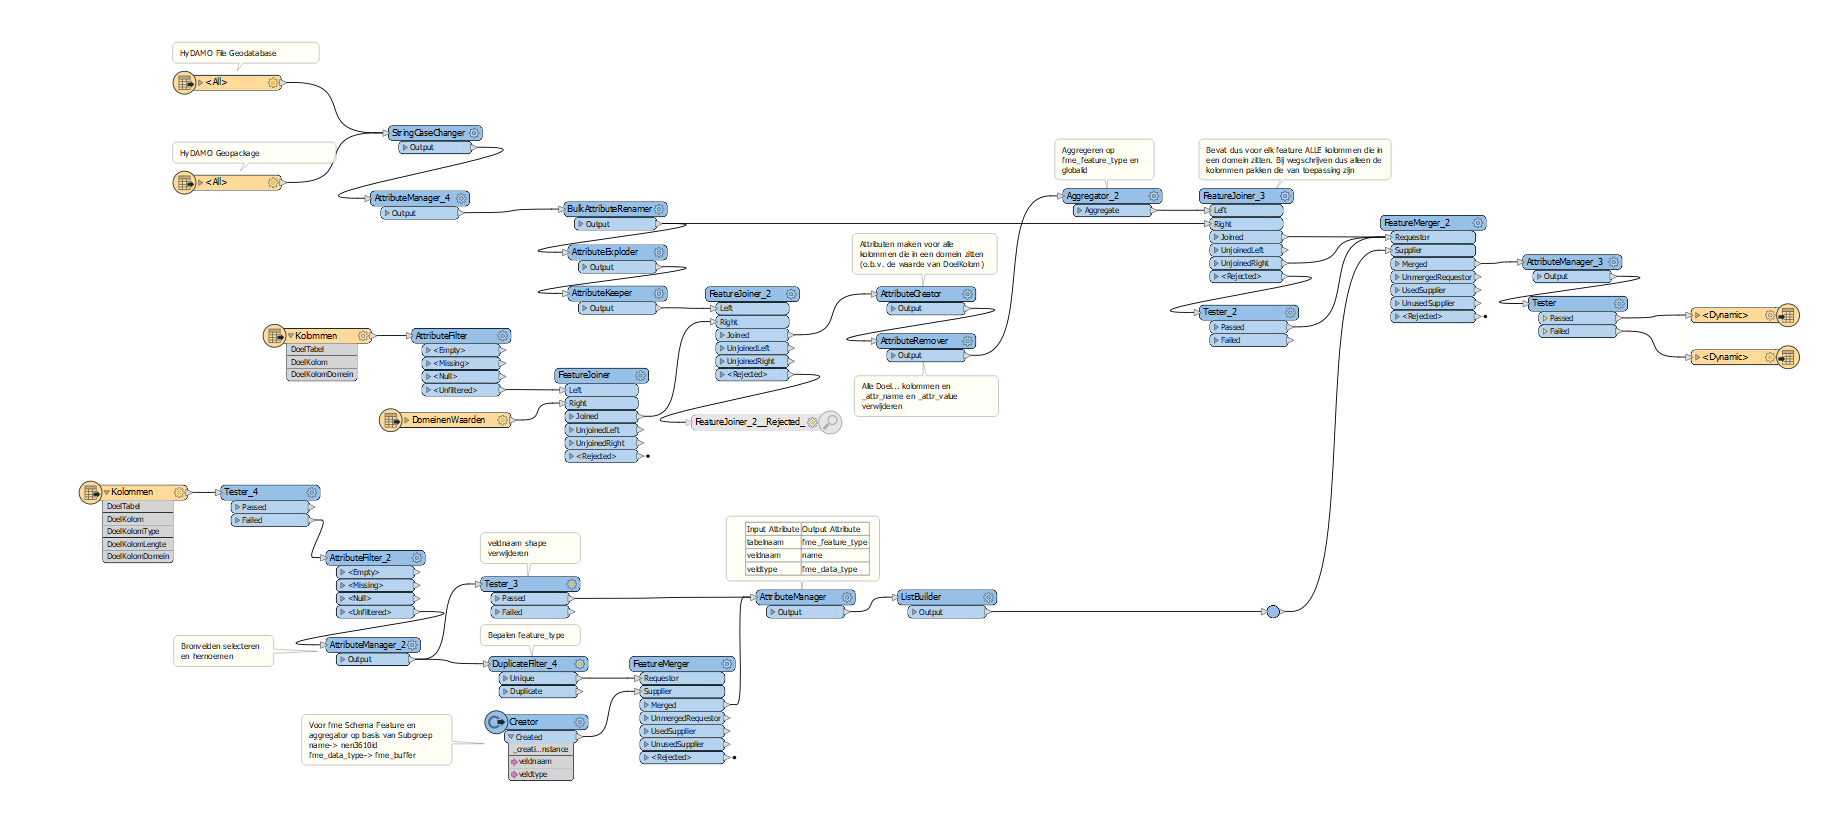 HyDAMO File Geodatabase
<All>
StringCaseChanger
Output
HyDAMO Geopackage
<All>
AttributeManager_4
Output
BulkAttributeRenamer
Output
AttributeExploder
Output
AttributeKeeper
Output
Kolommen
DoelTabel
DoelKolom
DoelKolomDomein
AttributeFilter
<Empty>
<Missing>
<Null>
<Unfiltered>
DomeinenWaarden
FeatureJoiner
Left
Right
Joined
UnjoinedLeft
UnjoinedRight
<Rejected>
FeatureJoiner_2
Left
Right
Joined
UnjoinedLeft
UnjoinedRight
<Rejected>
FeatureJoiner_2__Rejected_
Attributen maken voor alle
kolommen die in een domein zitten
(o.b.v. de waarde van DoelKolom)
AttributeCreator
Output
AttributeRemover
Output
Alle Doel... kolommen en
_attr_name en _attr_value
verwijderen
Aggregeren op
fme_feature_type en
globalid
Aggregator_2
Aggregate
Bevat dus voor elk feature ALLE kolommen die in
een domein zitten. Bij wegschrijven dus alleen de
kolommen pakken die van toepassing zijn
FeatureJoiner_3
Left
Right
Joined
UnjoinedLeft
UnjoinedRight
<Rejected>
Tester_2
Passed
Failed
FeatureMerger_2
Requestor
Supplier
Merged
UnmergedRequestor
UsedSupplier
UnusedSupplier
<Rejected>
AttributeManager_3
Output
Tester
Passed
Failed
<Dynamic>
<Dynamic>
Kolommen
DoelTabel
DoelKolom
DoelKolomType
DoelKolomLengte
DoelKolomDomein
Tester_4
Passed
Failed
AttributeFilter_2
<Empty>
<Missing>
<Null>
<Unfiltered>
Bronvelden selecteren
en hernoemen
AttributeManager_2
Output
veldnaam shape
verwijderen
Tester_3
Passed
Failed
Bepalen feature_type
DuplicateFilter_4
Unique
Duplicate
Voor fme Schema Feature en
aggregator op basis van Subgroep
name-> nen3610id
fme_data_type-> fme_buffer
Creator
Created
_creati...nstance
veldnaam
veldtype
FeatureMerger
Requestor
Supplier
Merged
UnmergedRequestor
UsedSupplier
UnusedSupplier
<Rejected>
Input Attribute Output Attribute
tabelnaam fme_feature_type
veldnaam name
veldtype fme_data_type
AttributeManager
Output
ListBuilder
Output